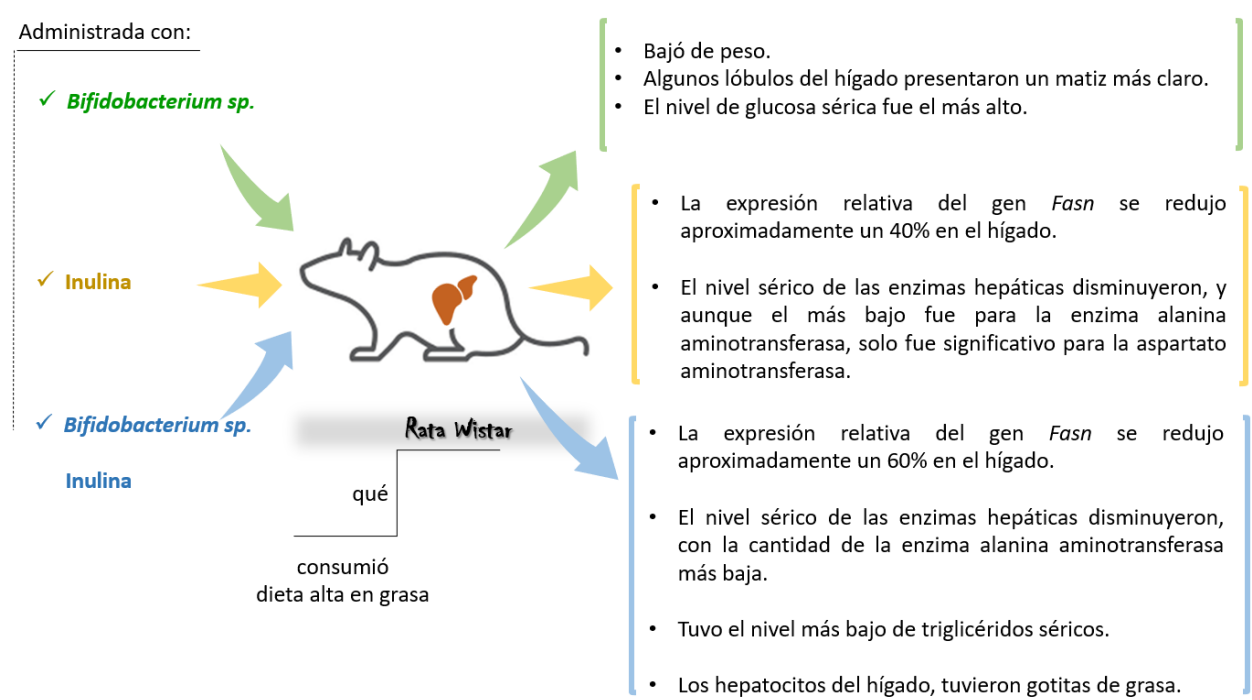 Administrada con:
✓ Bifidobacterium sp.
✓ Inulina
✓ Bifidobacterium sp.
Inulina
Rata Wistar
qué
consumió
dieta alta en grasa
• Bajó de peso.
• Algunos lóbulos del hígado presentaron un matiz más claro.
• El nivel de glucosa sérica fue el más alto.
• La expresión relativa del gen Fasn se redujo
aproximadamente un 40% en el hígado.
• El nivel sérico de las enzimas hepáticas disminuyeron, y
aunque el más bajo fue para la enzima alanina
aminotransferasa, solo fue significativo para la aspartato
aminotransferasa.
• La expresión relativa del gen Fasn se redujo
aproximadamente un 60% en el hígado.
• El nivel sérico de las enzimas hepáticas disminuyeron,
con la cantidad de la enzima alanina aminotransferasa
más baja.
• Tuvo el nivel más bajo de triglicéridos séricos.
• Los hepatocitos del hígado, tuvieron gotitas de grasa.